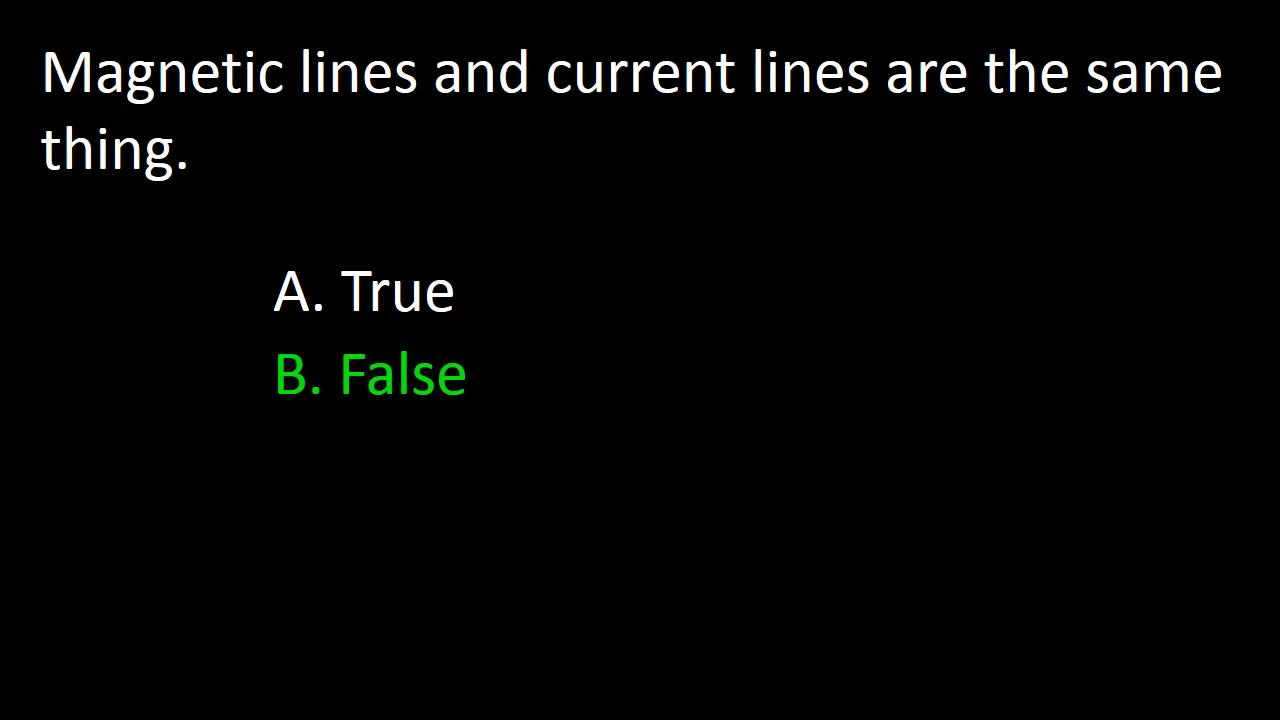 Magnetic lines and current lines are the same
thing.
A. True
B. False